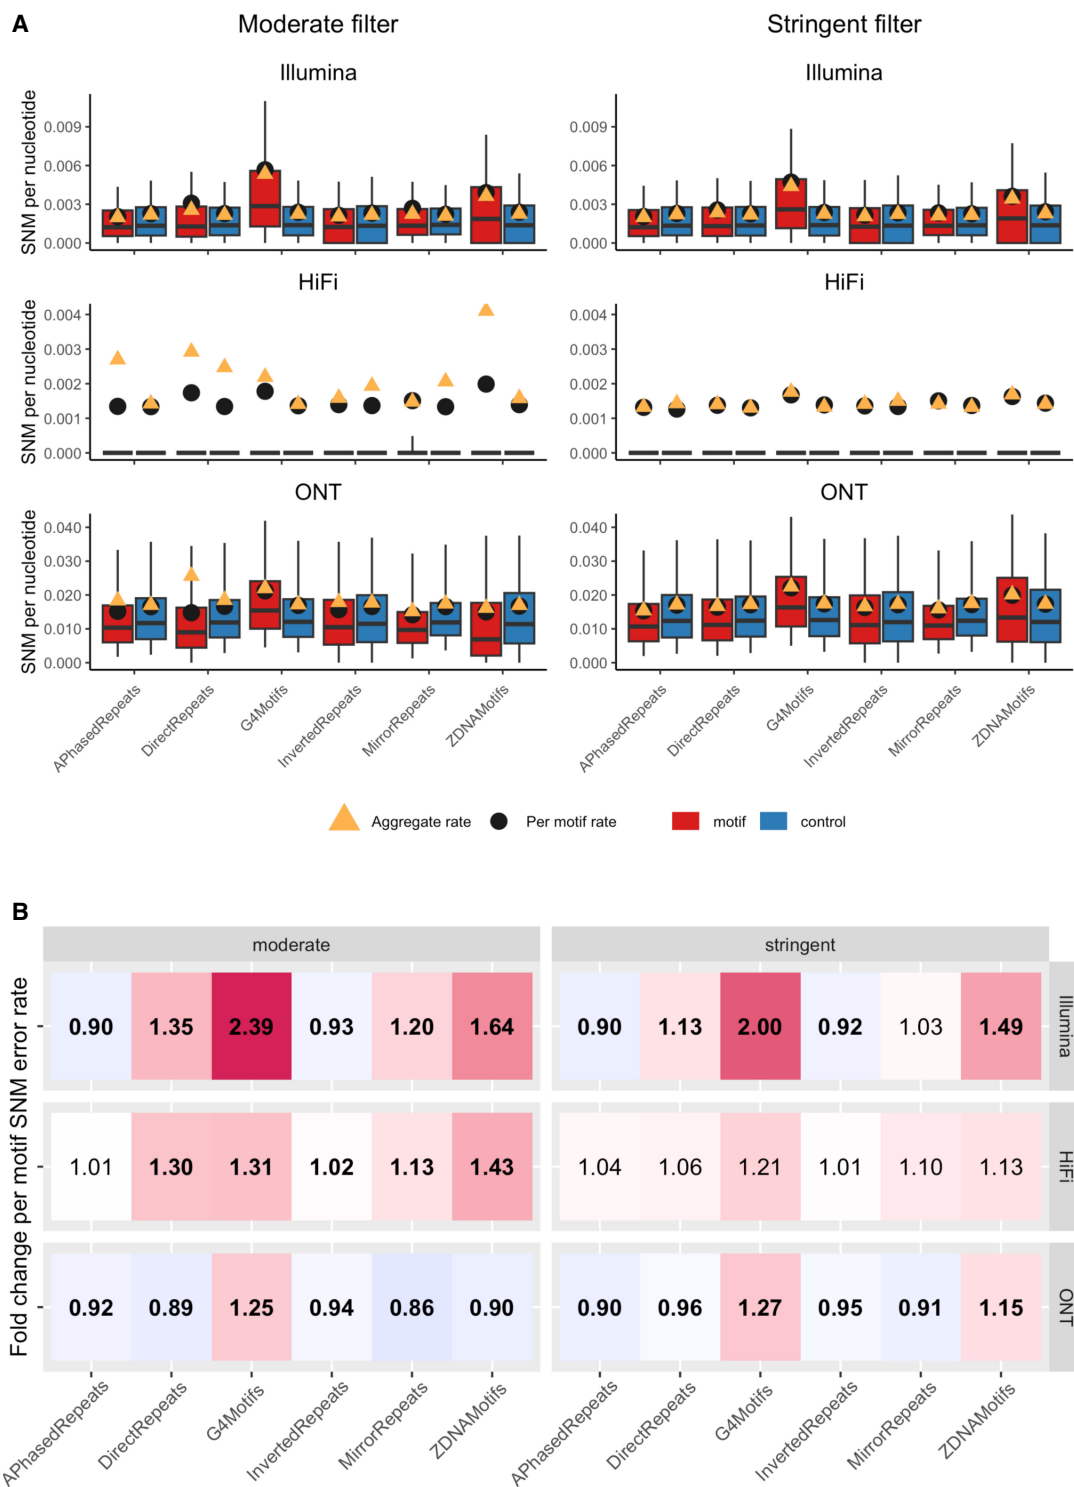 A
Moderate filter
Stringent filter
Illumina
Illumina
SNM per nucleotide
0.009
0.006
0.003
0.000
0.009
0.006
0.003
0.000
HiFi
HiFi
SNM per nucleotide
0.004
0.003
0.002
0.001
0.000
0.004
0.003
0.002
0.001
0.000
ONT
ONT
SNM per nucleotide
0.040
0.030
0.020
0.010
0.000
0.040
0.030
0.020
0.010
0.000
APhasedRepeats
DirectRepeats
G4Motifs
InvertedRepeats
MirrorRepeats
ZDNAMotifs
APhasedRepeats
DirectRepeats
G4Motifs
InvertedRepeats
MirrorRepeats
ZDNAMotifs
Aggregate rate
Per motif rate
motif
control
B
moderate
stringent
Fold change per motif SNM error rate
0.90 1.35 2.39 0.93 1.20 1.64
0.90 1.13 2.00 0.92 1.03 1.49
Illumina
1.01 1.30 1.31 1.02 1.13 1.43
1.04 1.06 1.21 1.01 1.10 1.13
HiFi
0.92 0.89 1.25 0.94 0.86 0.90
0.90 0.96 1.27 0.95 0.91 1.15
ONT
APhasedRepeats
DirectRepeats
G4Motifs
InvertedRepeats
MirrorRepeats
ZDNAMotifs
APhasedRepeats
DirectRepeats
G4Motifs
InvertedRepeats
MirrorRepeats
ZDNAMotifs